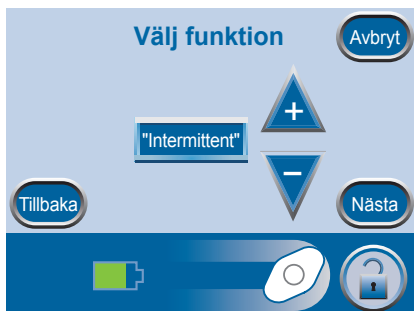 Välj funktion
Avbryt
+
"Intermittent"
−
Tillbaka
Nästa